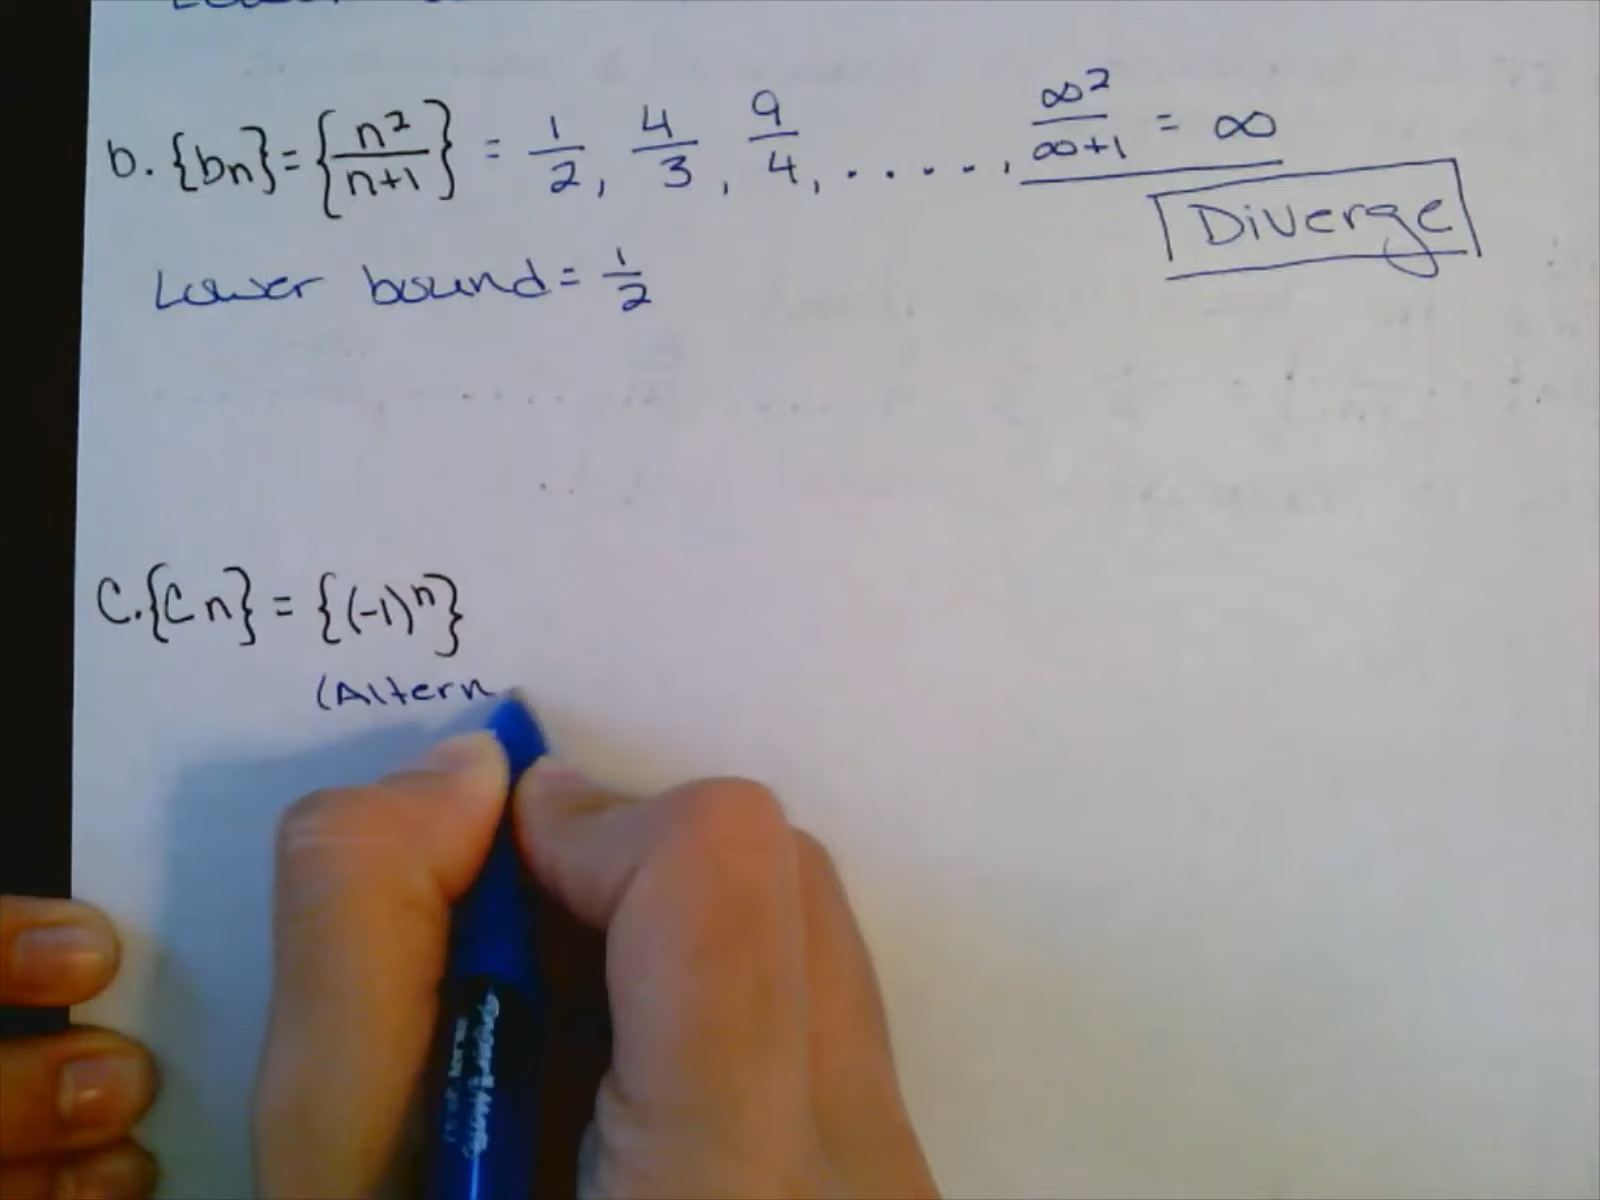 b. {bn} = {n²/n+1} = 1/2, 4/3, 9/4, ....., ∞²/∞+1 = ∞
Diverge
Lower bound = 1/2
C. {Cn} = {(-1)ⁿ}
(Altern